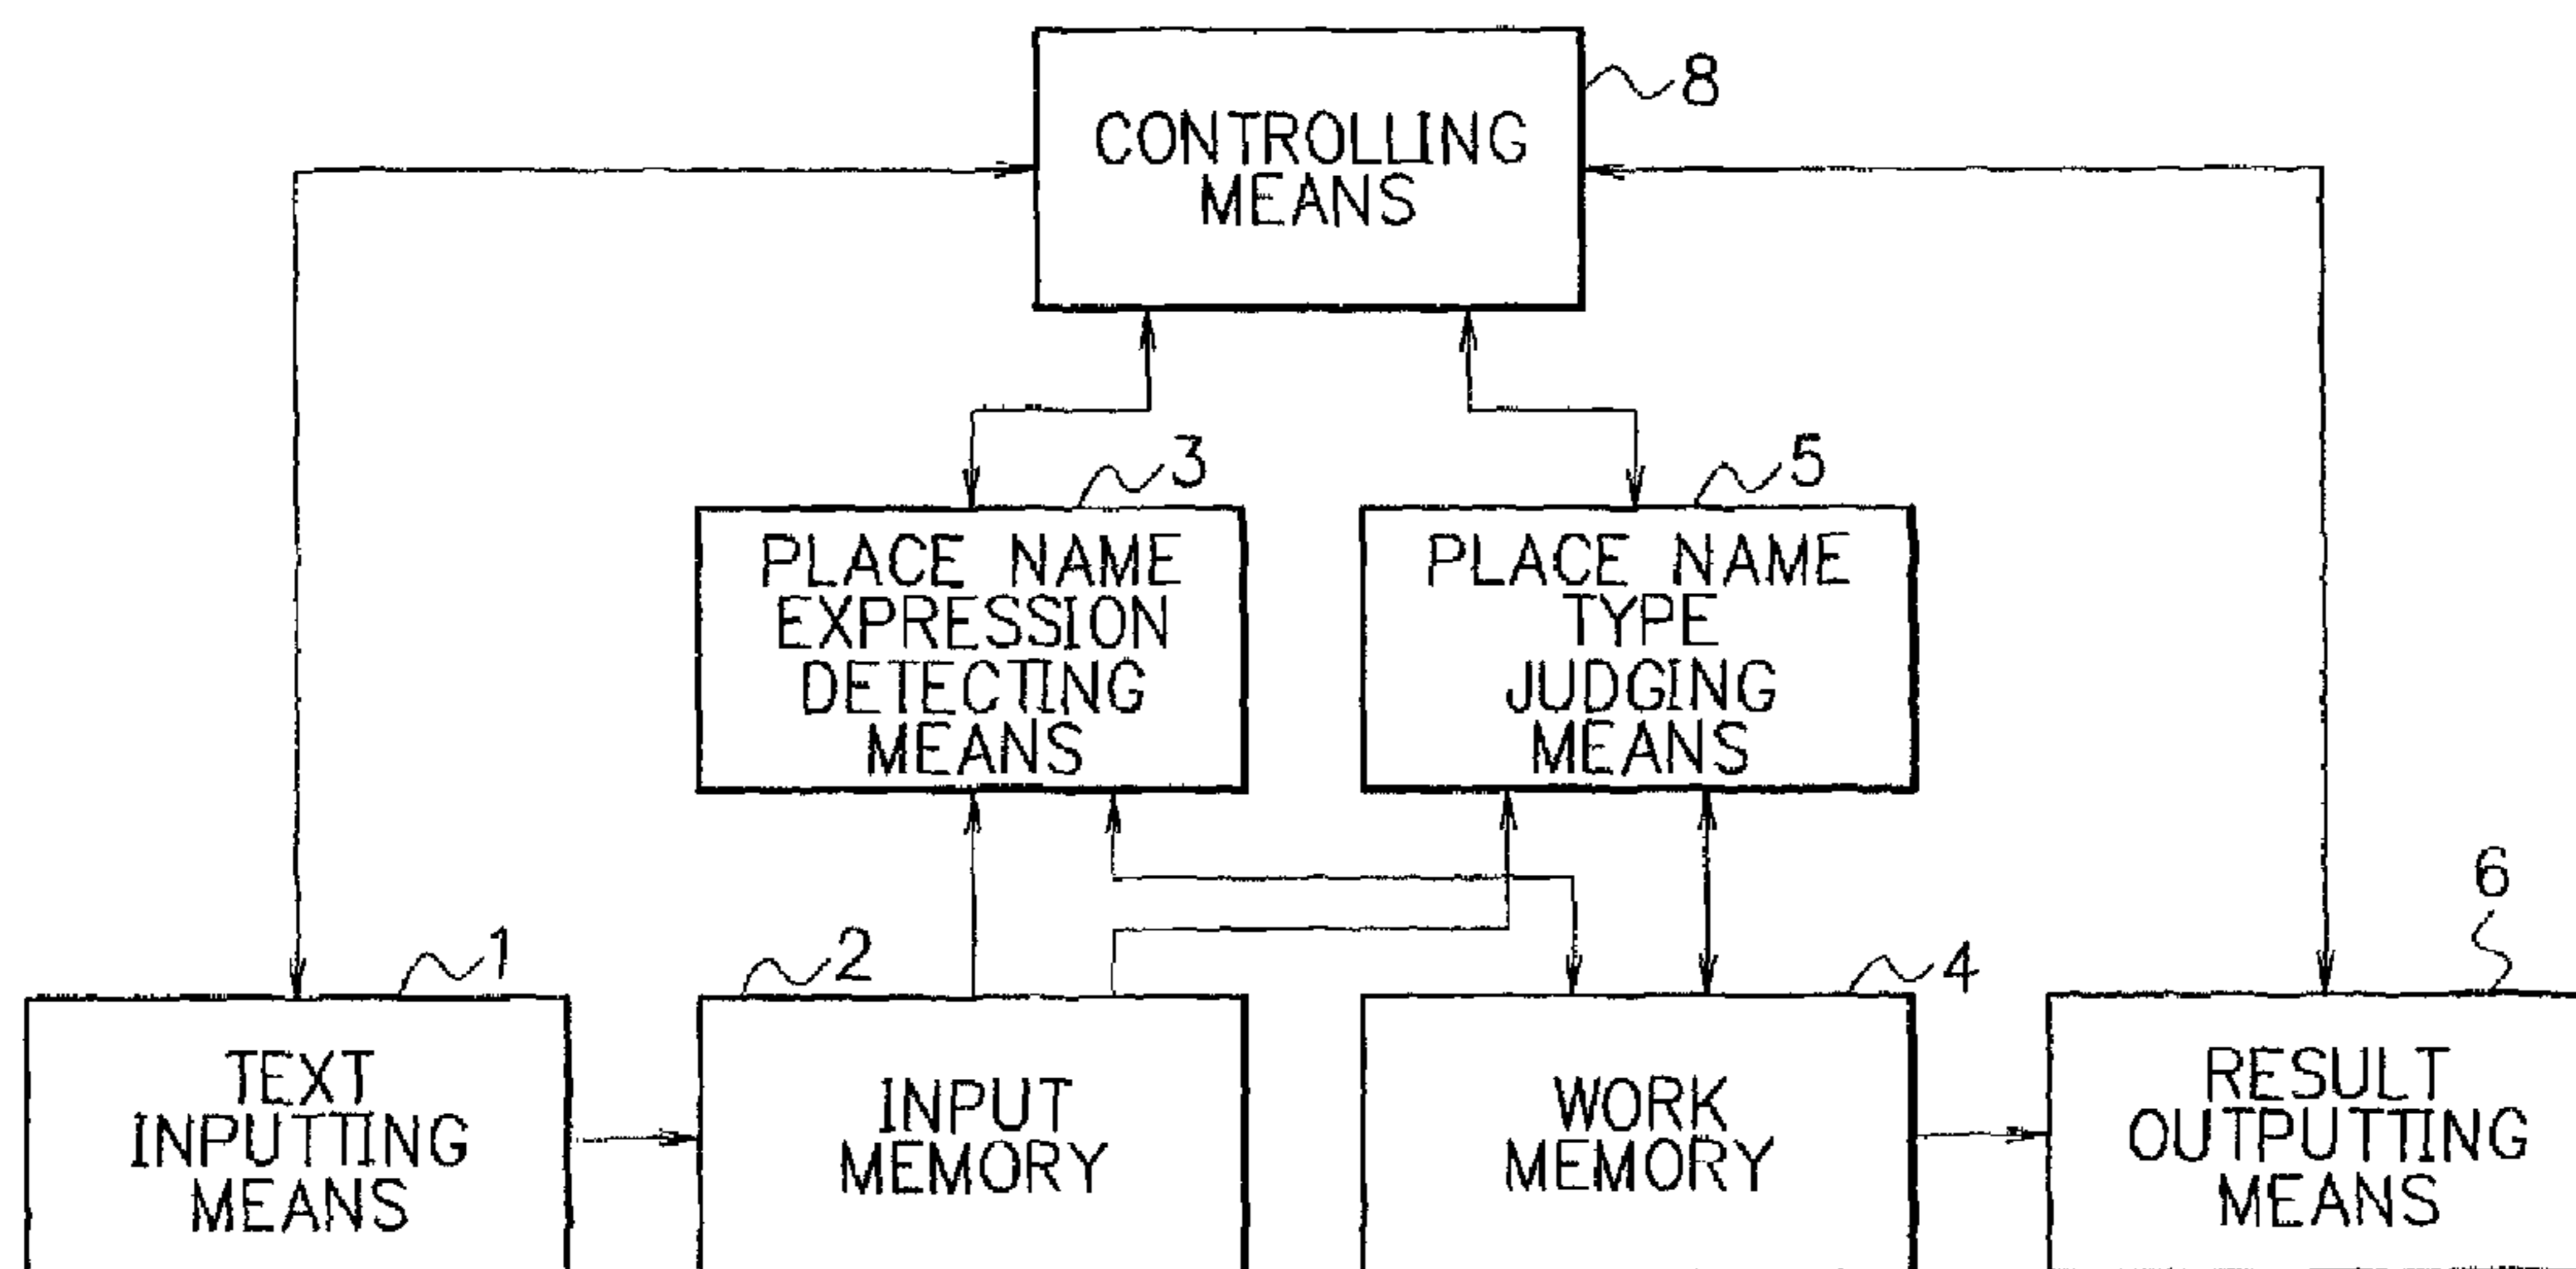 8
CONTROLLING
MEANS
3
5
PLACE NAME
EXPRESSION
DETECTING
MEANS
PLACE NAME
TYPE
JUDGING
MEANS
1
2
4
6
TEXT
INPUTTING
MEANS
INPUT
MEMORY
WORK
MEMORY
RESULT
OUTPUTTING
MEANS